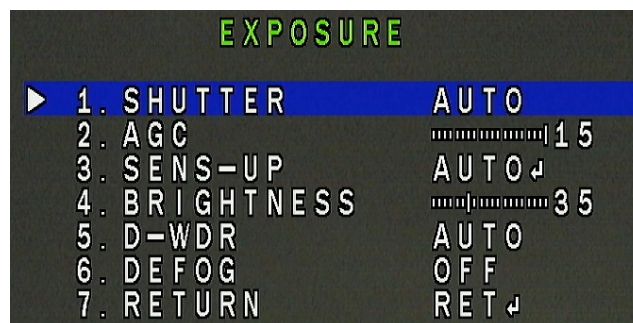 EXPOSURE
1. SHUTTER AUTO
2. AGC 15
3. SENS-UP AUTO↲
4. BRIGHTNESS 35
5. D-WDR AUTO
6. DEFOG OFF
7. RETURN RET↲